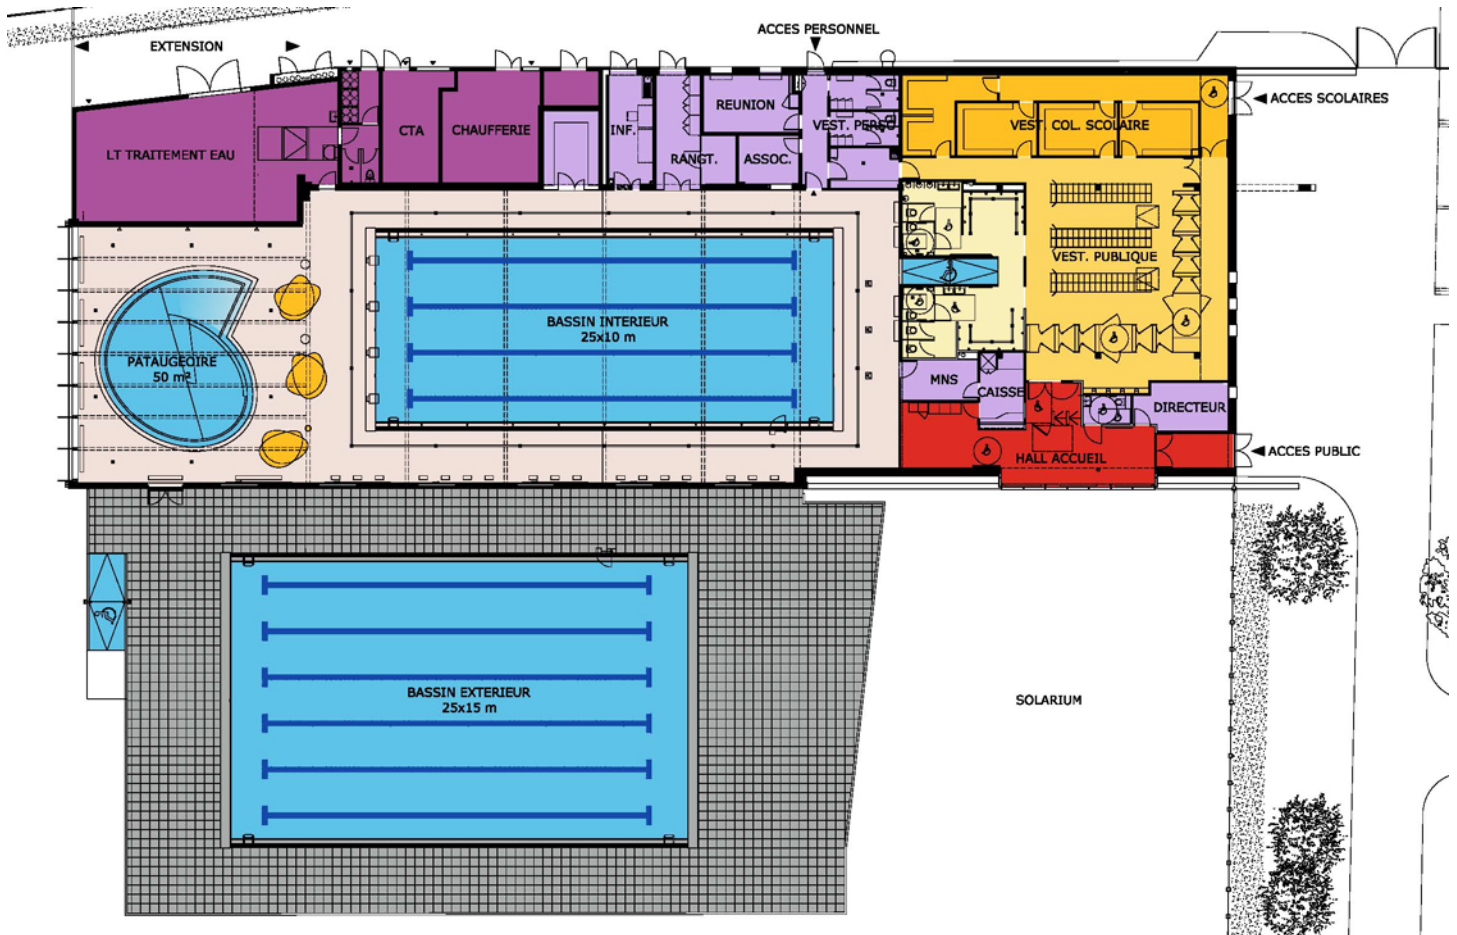 ACCES PERSONNEL
EXTENSION
ACCES SCOLAIRES
REUNION
CTA
CHAUFFERIE
INF.
VEST. PERSO
VEST. COL. SCOLAIRE
LT TRAITEMENT EAU
RANGT.
ASSOC.
VEST. PUBLIQUE
BASSIN INTERIEUR
25x10 m
PATAUGEOIRE
50 m²
MNS
CAISSE
DIRECTEUR
HALL ACCUEIL
ACCES PUBLIC
BASSIN EXTERIEUR
25x15 m
SOLARIUM